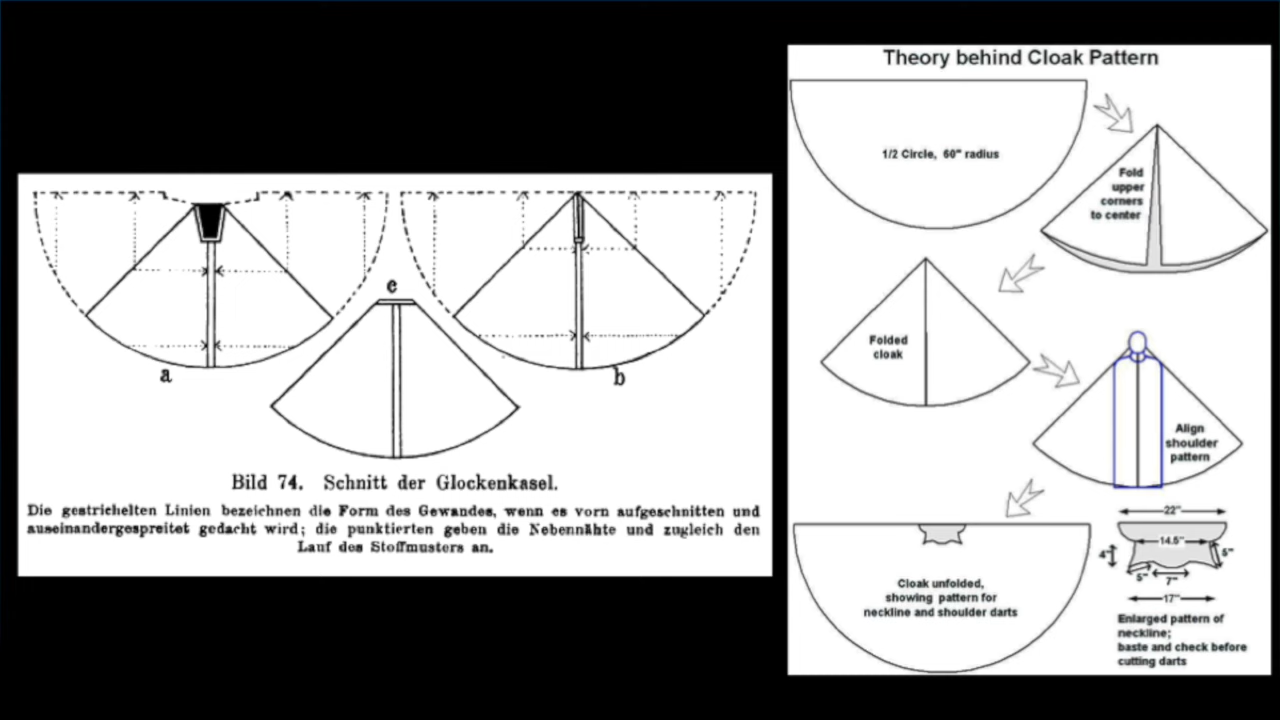 a
b
c
Bild 74. Schnitt der Glockenkasel.
Die gestrichelten Linien bezeichnen die Form des Gewandes, wenn es vorn aufgeschnitten und
auseinandergespreitet gedacht wird; die punktierten geben die Nebennähte und zugleich den
Lauf des Stoffmusters an.
Theory behind Cloak Pattern
1/2 Circle, 60" radius
Fold
upper
corners
to center
Folded
cloak
Align
shoulder
pattern
Cloak unfolded,
showing pattern for
neckline and shoulder darts
22"
14.5"
4"
5"
5"
7"
17"
Enlarged pattern of
neckline;
baste and check before
cutting darts